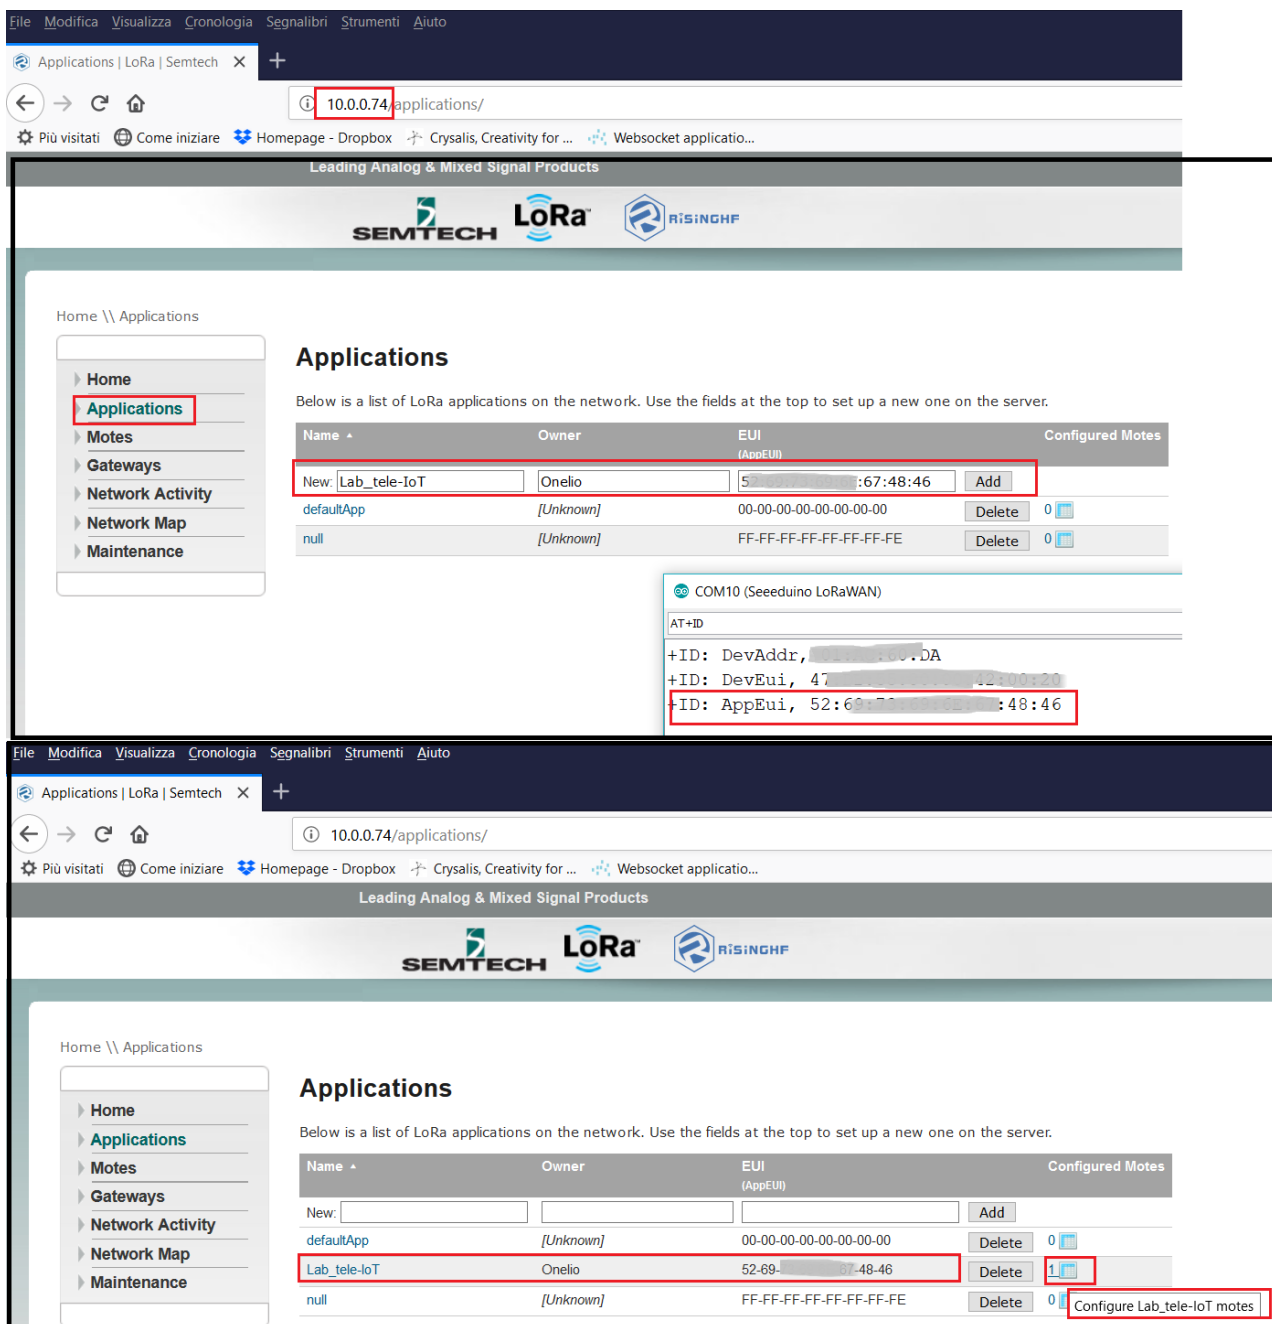 File Modifica Visualizza Cronologia Segnalibri Strumenti Aiuto
Applications | LoRa | Semtech
10.0.0.74/applications/
Più visitati Come iniziare Homepage - Dropbox Crysalis, Creativity for ... Websocket applicatio...
Leading Analog & Mixed Signal Products
SEMTECH LoRa RISINGHF
Home \\ Applications
Applications
Home
Below is a list of LoRa applications on the network. Use the fields at the top to set up a new one on the server.
Applications
Motes
Gateways
Network Activity
Network Map
Maintenance
Name Owner EUI Configured Motes
(AppEUI)
New: Lab_tele-IoT Onelio :67:48:46 Add
defaultApp [Unknown] 00-00-00-00-00-00-00-00 Delete 0
null [Unknown] FF-FF-FF-FF-FF-FF-FF-FE Delete 0
COM10 (Seeeduino LoRaWAN)
AT+ID
+ID: DevAddr, DA
+ID: DevEui, 47 42:00:20
+ID: AppEui, 52:6 :48:46
File Modifica Visualizza Cronologia Segnalibri Strumenti Aiuto
Applications | LoRa | Semtech
10.0.0.74/applications/
Più visitati Come iniziare Homepage - Dropbox Crysalis, Creativity for ... Websocket applicatio...
Leading Analog & Mixed Signal Products
SEMTECH LoRa RISINGHF
Home \\ Applications
Applications
Home
Below is a list of LoRa applications on the network. Use the fields at the top to set up a new one on the server.
Applications
Motes
Gateways
Network Activity
Network Map
Maintenance
Name Owner EUI Configured Motes
(AppEUI)
New: Add
defaultApp [Unknown] 00-00-00-00-00-00-00-00 Delete 0
Lab_tele-IoT Onelio 52-69- 67-48-46 Delete 1
null [Unknown] FF-FF-FF-FF-FF-FF-FF-FE Delete 0
Configure Lab_tele-IoT motes